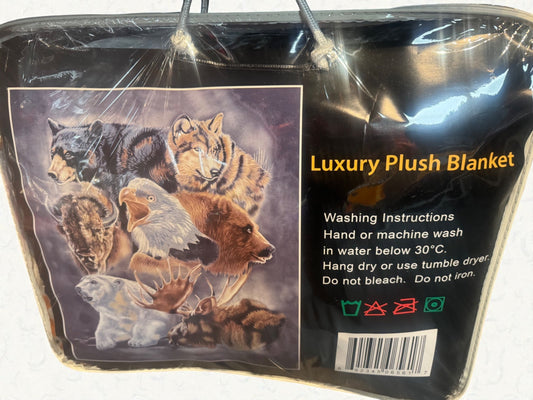 Luxury Plush Blanket
Washing Instructions
Hand or machine wash
in water below 30°C.
Hang dry or use tumble dryer.
Do not bleach. Do not iron.